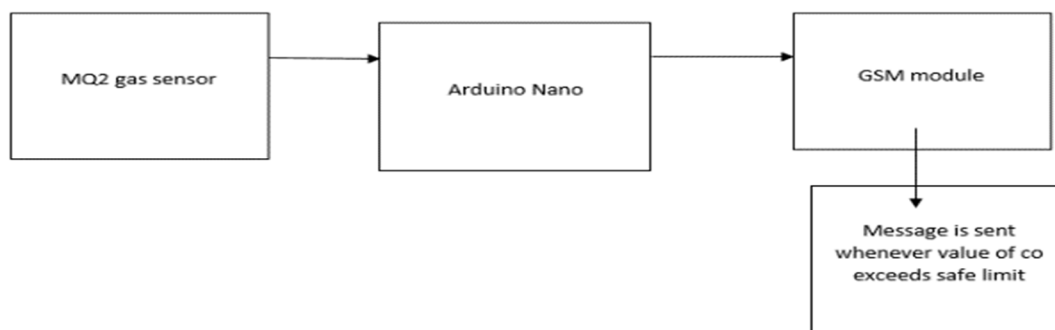 MQ2 gas sensor
Arduino Nano
GSM module
Message is sent
whenever value of co
exceeds safe limit